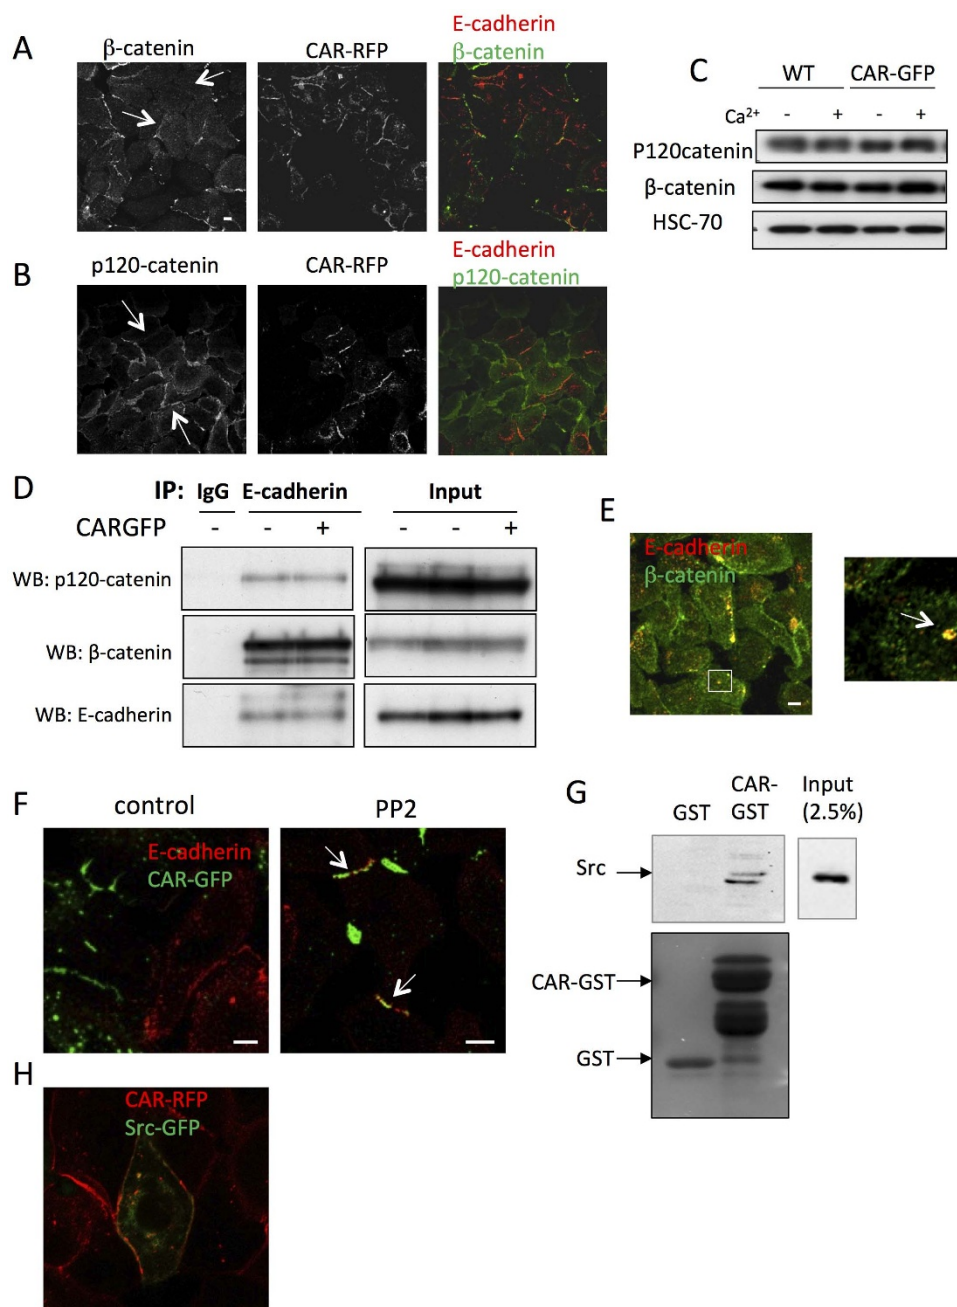 A
β-catenin
CAR-RFP
E-cadherin
β-catenin
B
p120-catenin
CAR-RFP
E-cadherin
p120-catenin
C
WT
CAR-GFP
Ca²⁺
-
+
-
+
P120catenin
β-catenin
HSC-70
D
IP:
IgG
E-cadherin
Input
CARGFP
-
-
+
-
-
+
WB: p120-catenin
WB: β-catenin
WB: E-cadherin
E
E-cadherin
β-catenin
F
control
PP2
E-cadherin
CAR-GFP
G
GST
CAR-
GST
Input
(2.5%)
Src
CAR-GST
GST
H
CAR-RFP
Src-GFP